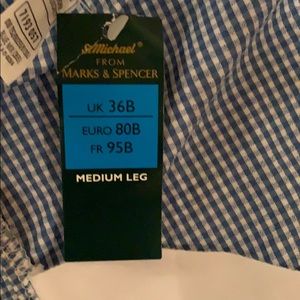 St Michael®
FROM
MARKS & SPENCER
UK 36B
EURO 80B
FR 95B
MEDIUM LEG